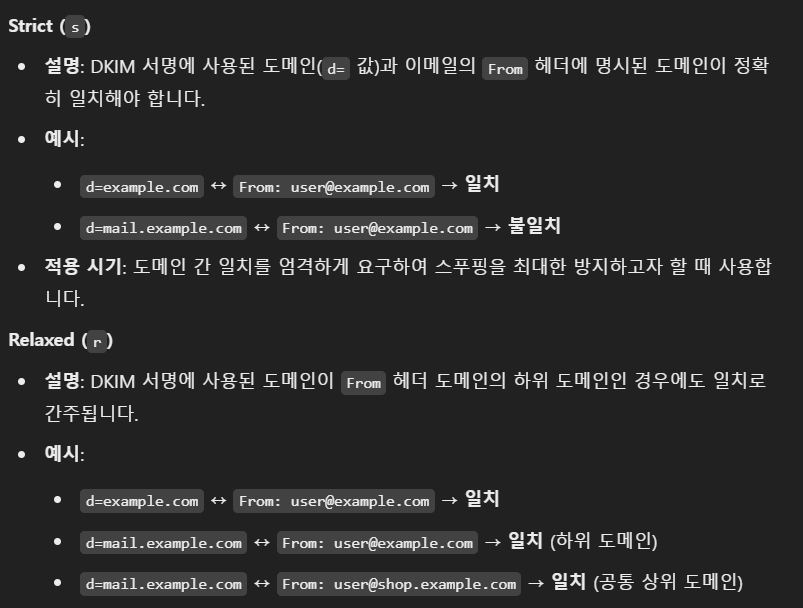 Strict (s)
• 설명: DKIM 서명에 사용된 도메인(d= 값)과 이메일의 From 헤더에 명시된 도메인이 정확
히 일치해야 합니다.
• 예시:
• d=example.com ↔ From: user@example.com → 일치
• d=mail.example.com ↔ From: user@example.com → 불일치
• 적용 시기: 도메인 간 일치를 엄격하게 요구하여 스푸핑을 최대한 방지하고자 할 때 사용합
니다.
Relaxed (r)
• 설명: DKIM 서명에 사용된 도메인이 From 헤더 도메인의 하위 도메인인 경우에도 일치로
간주됩니다.
• 예시:
• d=example.com ↔ From: user@example.com → 일치
• d=mail.example.com ↔ From: user@example.com → 일치 (하위 도메인)
• d=mail.example.com ↔ From: user@shop.example.com → 일치 (공통 상위 도메인)